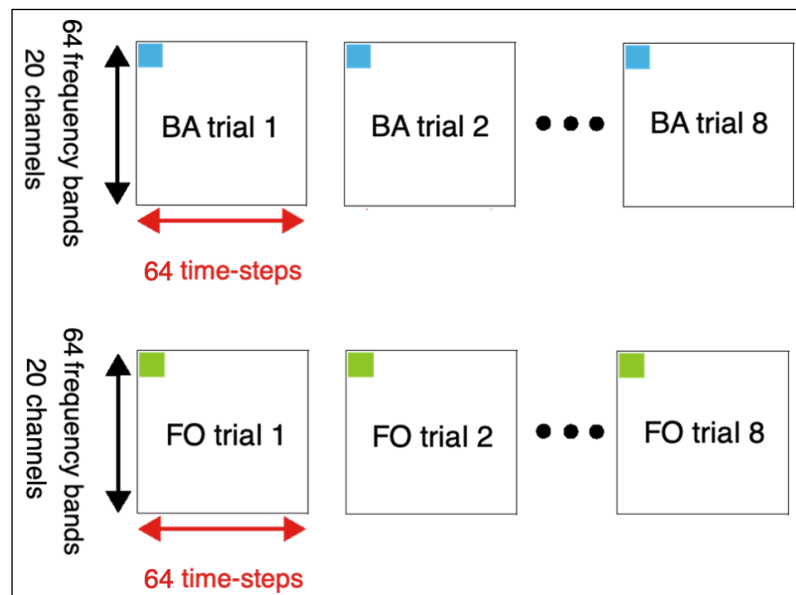 64 frequency bands
20 channels
BA trial 1
BA trial 2
BA trial 8
64 time-steps
64 frequency bands
20 channels
FO trial 1
FO trial 2
FO trial 8
64 time-steps